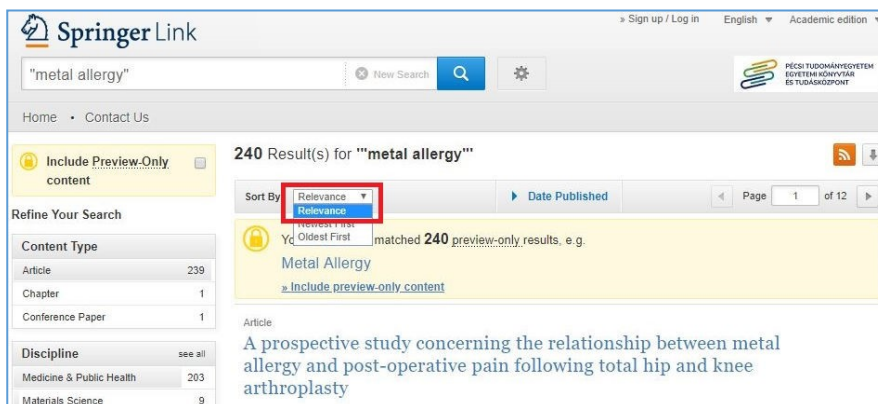 Springer Link
» Sign up / Log in English Academic edition
"metal allergy" New Search
PÉCSI TUDOMÁNYEGYETEM
EGYETEMI KÖNYVTÁR
ÉS TUDÁSKÖZPONT
Home • Contact Us
Include Preview-Only
content
240 Result(s) for '"metal allergy"'
Sort By Relevance Date Published Page 1 of 12
Relevance
Newest First
Oldest First
matched 240 preview-only results, e.g.
Metal Allergy
» Include preview-only content
Refine Your Search
Content Type
Article 239
Chapter 1
Conference Paper 1
Discipline see all
Medicine & Public Health 203
Materials Science 9
Article
A prospective study concerning the relationship between metal
allergy and post-operative pain following total hip and knee
arthroplasty